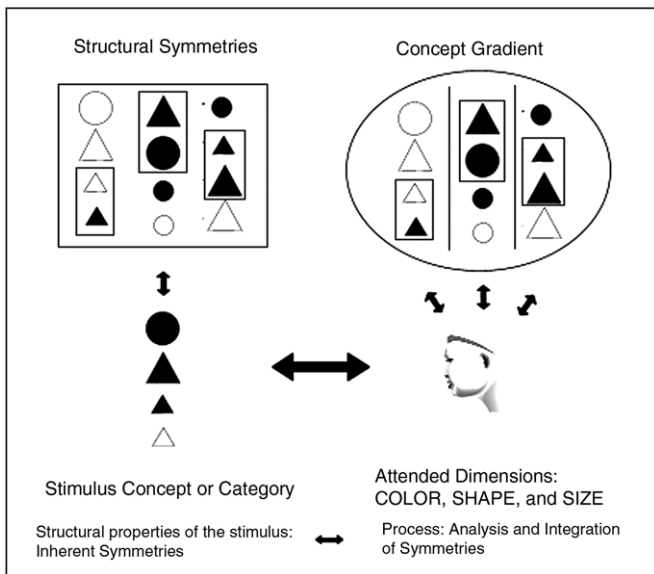 Structural Symmetries
Concept Gradient
Stimulus Concept or Category
Attended Dimensions:
COLOR, SHAPE, and SIZE
Structural properties of the stimulus:
Inherent Symmetries
Process: Analysis and Integration
of Symmetries